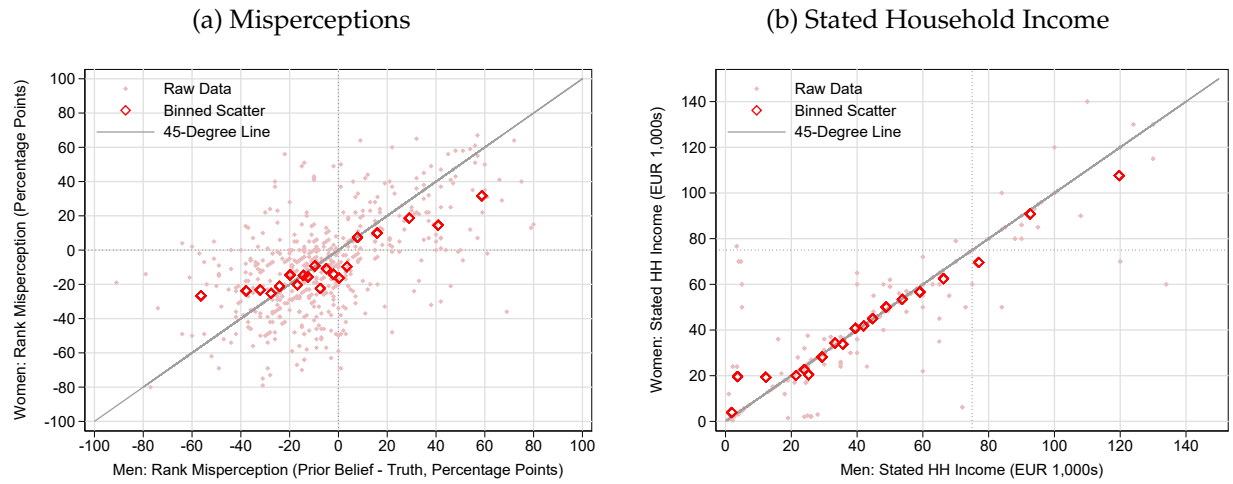 (a) Misperceptions
Women: Rank Misperception (Percentage Points)
100
80
60
40
20
0
-20
-40
-60
-80
-100
Raw Data
Binned Scatter
45-Degree Line
-100 -80 -60 -40 -20 0 20 40 60 80 100
Men: Rank Misperception (Prior Belief - Truth, Percentage Points)
(b) Stated Household Income
Women: Stated HH Income (EUR 1,000s)
140
120
100
80
60
40
20
0
Raw Data
Binned Scatter
45-Degree Line
0 20 40 60 80 100 120 140
Men: Stated HH Income (EUR 1,000s)